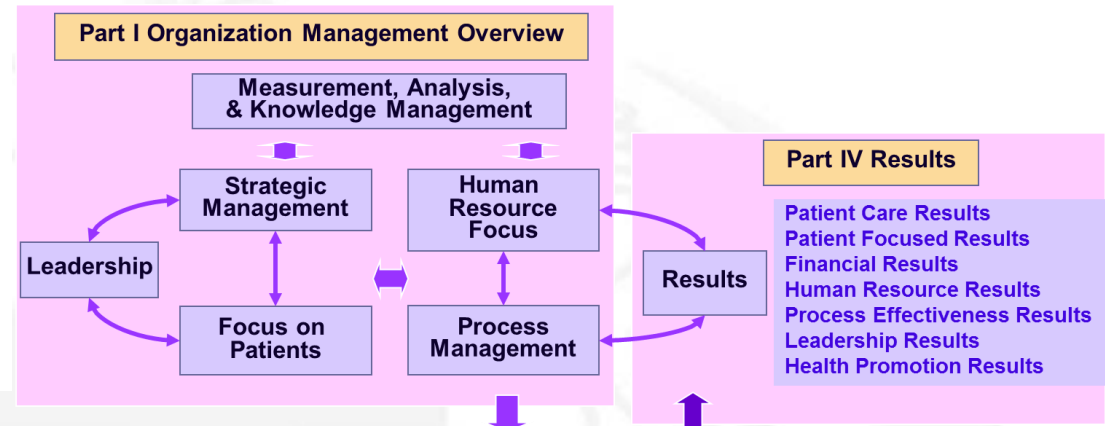 Part I Organization Management Overview
Measurement, Analysis,
& Knowledge Management
Strategic
Management
Human
Resource
Focus
Leadership
Focus on
Patients
Process
Management
Part IV Results
Results
Patient Care Results
Patient Focused Results
Financial Results
Human Resource Results
Process Effectiveness Results
Leadership Results
Health Promotion Results